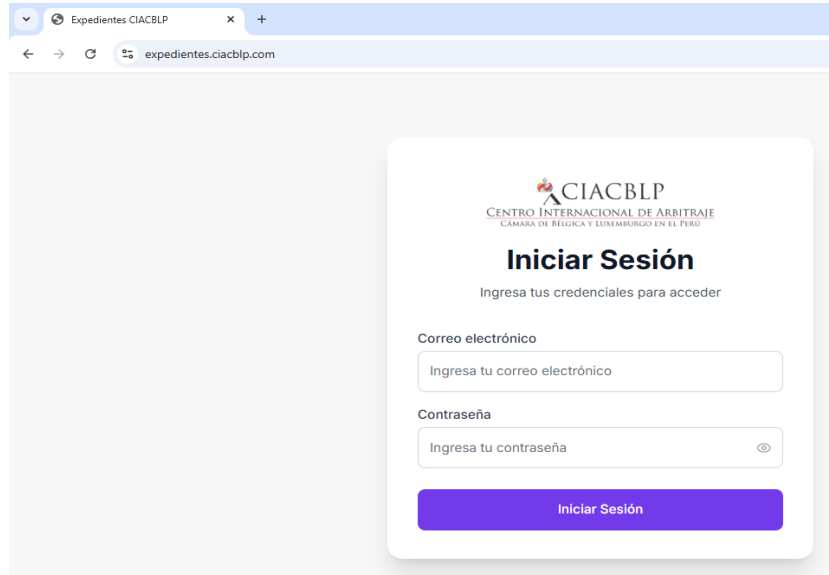 Expedientes CIACBLP
expedientes.ciacblp.com
CIACBLP
CENTRO INTERNACIONAL DE ARBITRAJE
CÁMARA DE BÉLGICA Y LUXEMBURGO EN EL PERÚ
Iniciar Sesión
Ingresa tus credenciales para acceder
Correo electrónico
Ingresa tu correo electrónico
Contraseña
Ingresa tu contraseña
Iniciar Sesión